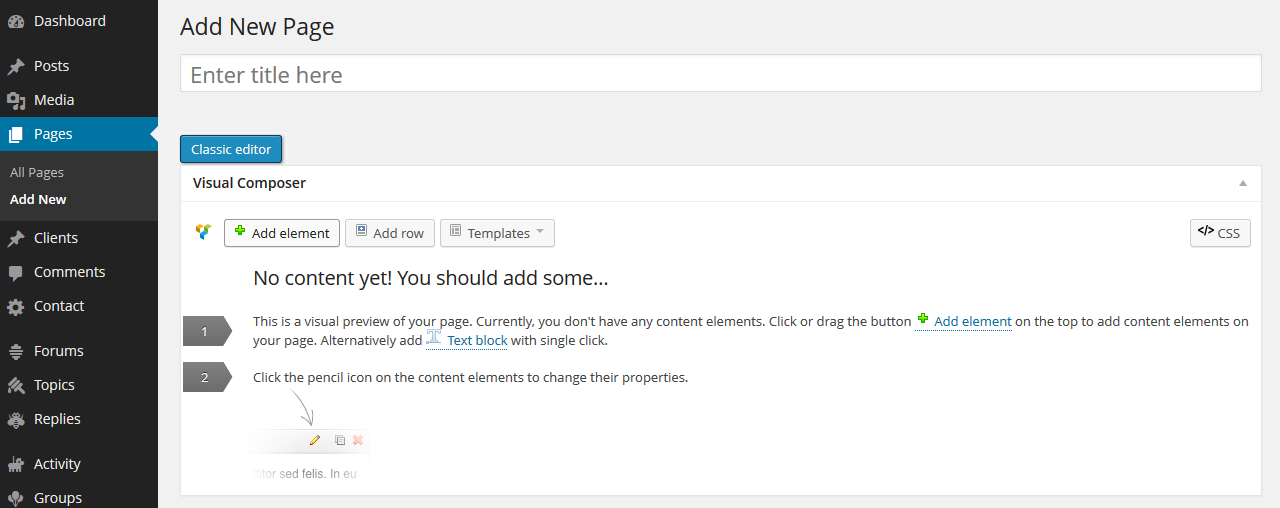 Dashboard
Posts
Media
Pages
All Pages
Add New
Clients
Comments
Contact
Forums
Topics
Replies
Activity
Groups
Add New Page
Enter title here
Classic editor
Visual Composer
Add element
Add row
Templates
</> CSS
No content yet! You should add some...
1
This is a visual preview of your page. Currently, you don't have any content elements. Click or drag the button Add element on the top to add content elements on
your page. Alternatively add Text block with single click.
2
Click the pencil icon on the content elements to change their properties.
titor sed felis. In eu